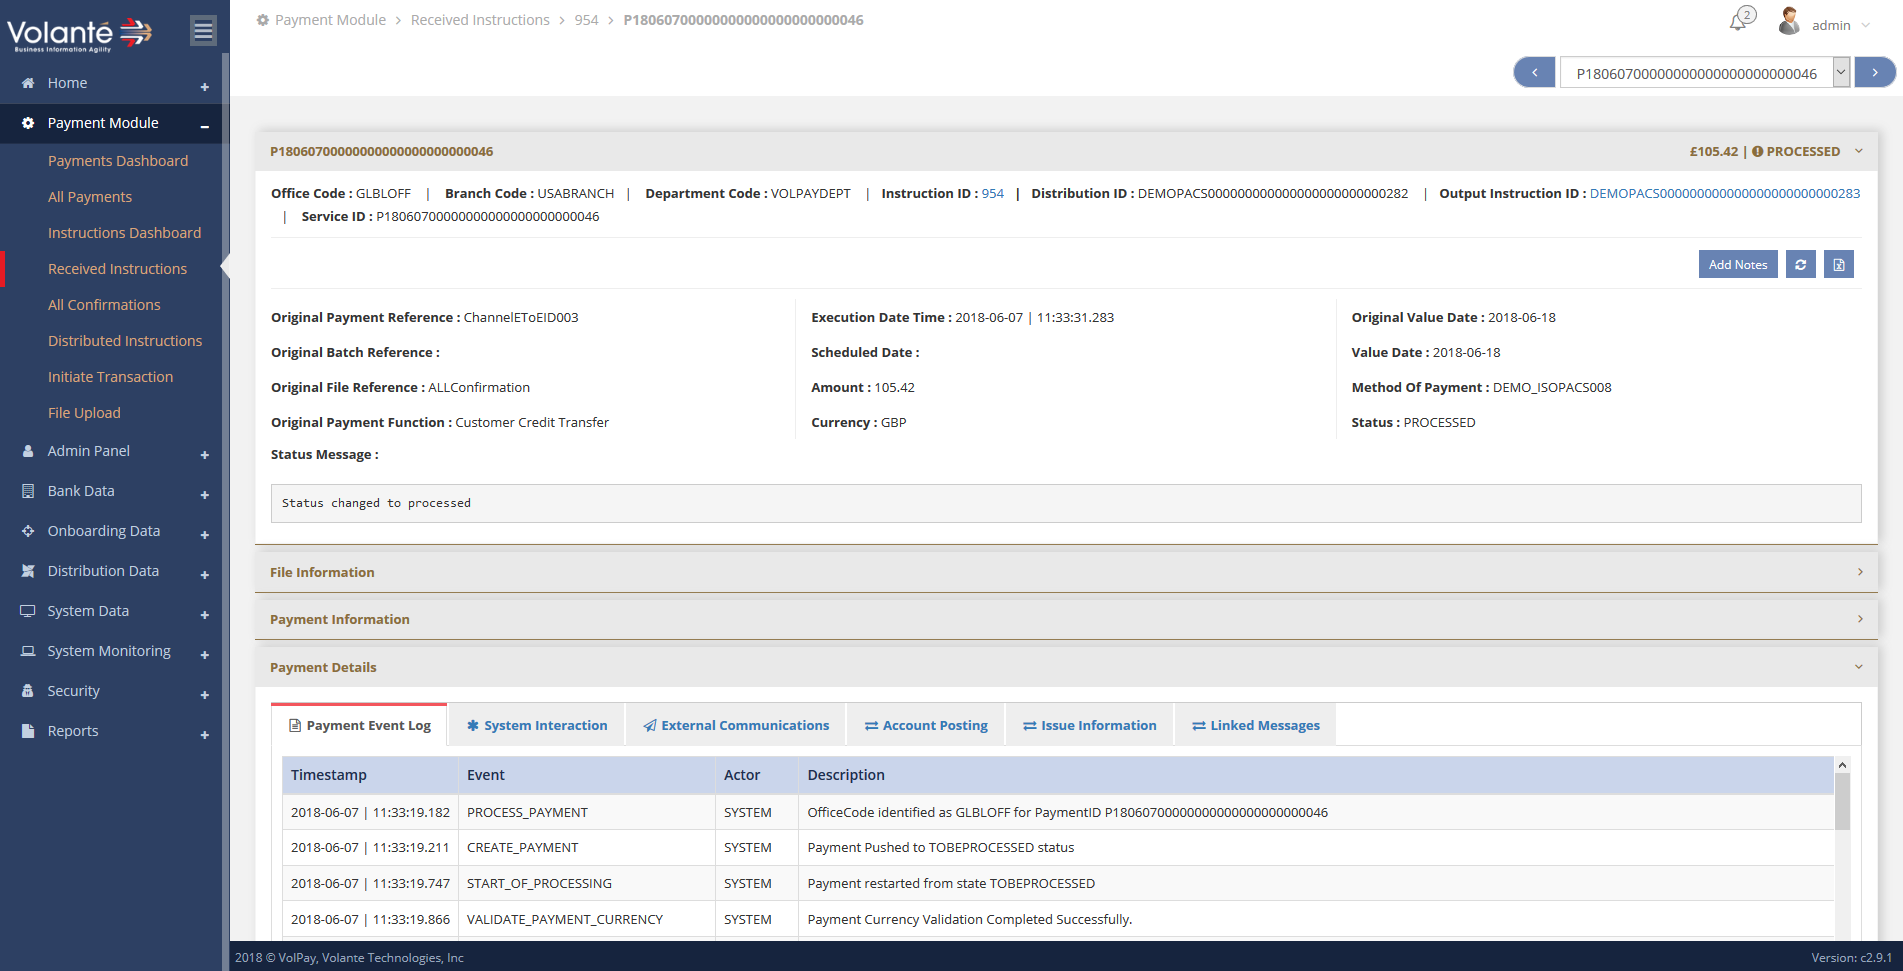 Volanté
Business Information Agility
Home
Payment Module
Payments Dashboard
All Payments
Instructions Dashboard
Received Instructions
All Confirmations
Distributed Instructions
Initiate Transaction
File Upload
Admin Panel
Bank Data
Onboarding Data
Distribution Data
System Data
System Monitoring
Security
Reports
Payment Module > Received Instructions > 954 > P18060700000000000000000000046
2
admin
P18060700000000000000000000046
P18060700000000000000000000046
£105.42 | PROCESSED
Office Code : GLBLOFF | Branch Code : USABRANCH | Department Code : VOLPAYDEPT | Instruction ID : 954 | Distribution ID : DEMOPACS000000000000000000000000282 | Output Instruction ID : DEMOPACS000000000000000000000000283
| Service ID : P18060700000000000000000000046
Add Notes
Original Payment Reference : ChannelEToEID003
Original Batch Reference :
Original File Reference : ALLConfirmation
Original Payment Function : Customer Credit Transfer
Execution Date Time : 2018-06-07 | 11:33:31.283
Scheduled Date :
Amount : 105.42
Currency : GBP
Original Value Date : 2018-06-18
Value Date : 2018-06-18
Method Of Payment : DEMO_ISOPACS008
Status : PROCESSED
Status Message :
Status changed to processed
File Information
Payment Information
Payment Details
Payment Event Log
System Interaction
External Communications
Account Posting
Issue Information
Linked Messages
Timestamp Event Actor Description
2018-06-07 | 11:33:19.182 PROCESS_PAYMENT SYSTEM OfficeCode identified as GLBLOFF for PaymentID P18060700000000000000000000046
2018-06-07 | 11:33:19.211 CREATE_PAYMENT SYSTEM Payment Pushed to TOBEPROCESSED status
2018-06-07 | 11:33:19.747 START_OF_PROCESSING SYSTEM Payment restarted from state TOBEPROCESSED
2018-06-07 | 11:33:19.866 VALIDATE_PAYMENT_CURRENCY SYSTEM Payment Currency Validation Completed Successfully.
2018 © VolPay, Volante Technologies, Inc
Version: c2.9.1